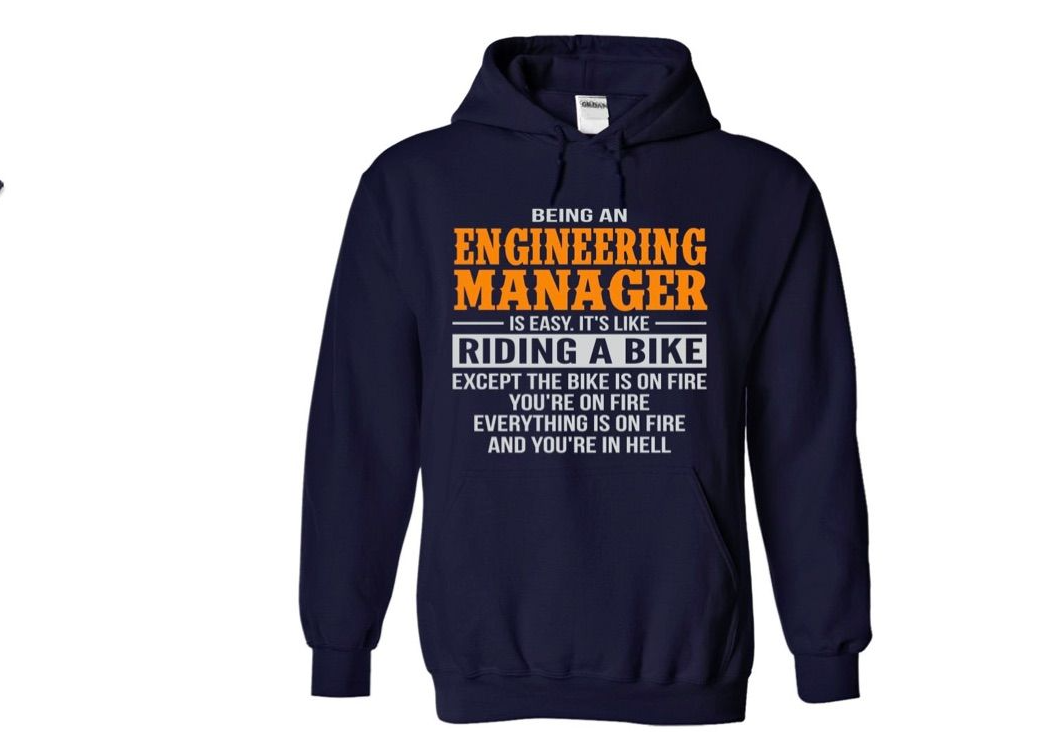 GILDAN
BEING AN
ENGINEERING
MANAGER
IS EASY. IT'S LIKE
RIDING A BIKE
EXCEPT THE BIKE IS ON FIRE
YOU'RE ON FIRE
EVERYTHING IS ON FIRE
AND YOU'RE IN HELL